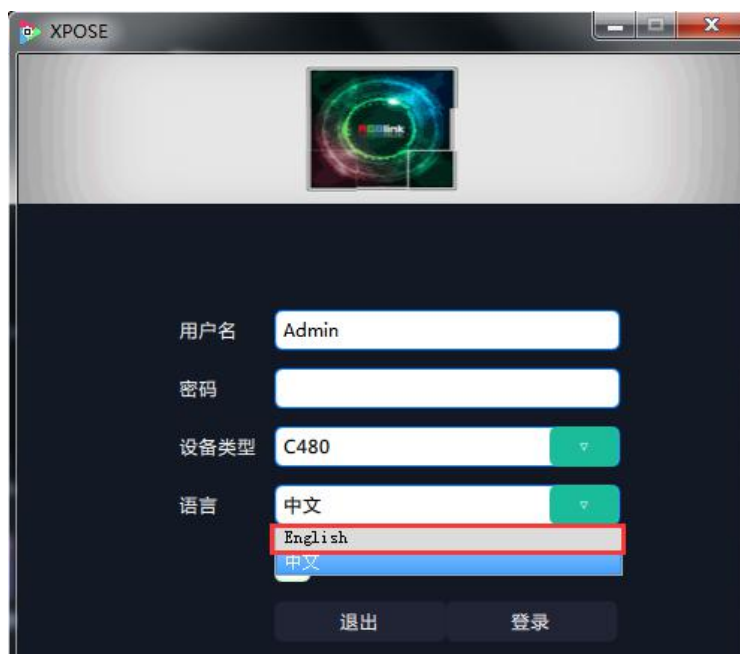 XPOSE
RGBlink
用户名 Admin
密码
设备类型 C480
语言 中文
English
中文
退出 登录